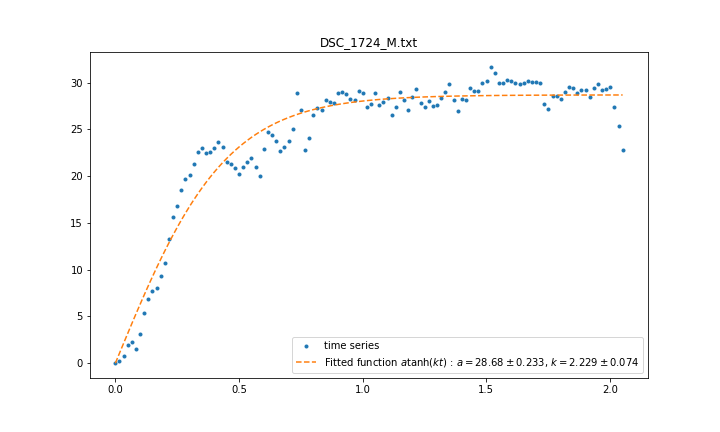 DSC_1724_M.txt
30
25
20
15
10
5
0
0.0 0.5 1.0 1.5 2.0
time series
Fitted function atanh(kt) : a = 28.68 ± 0.233, k = 2.229 ± 0.074